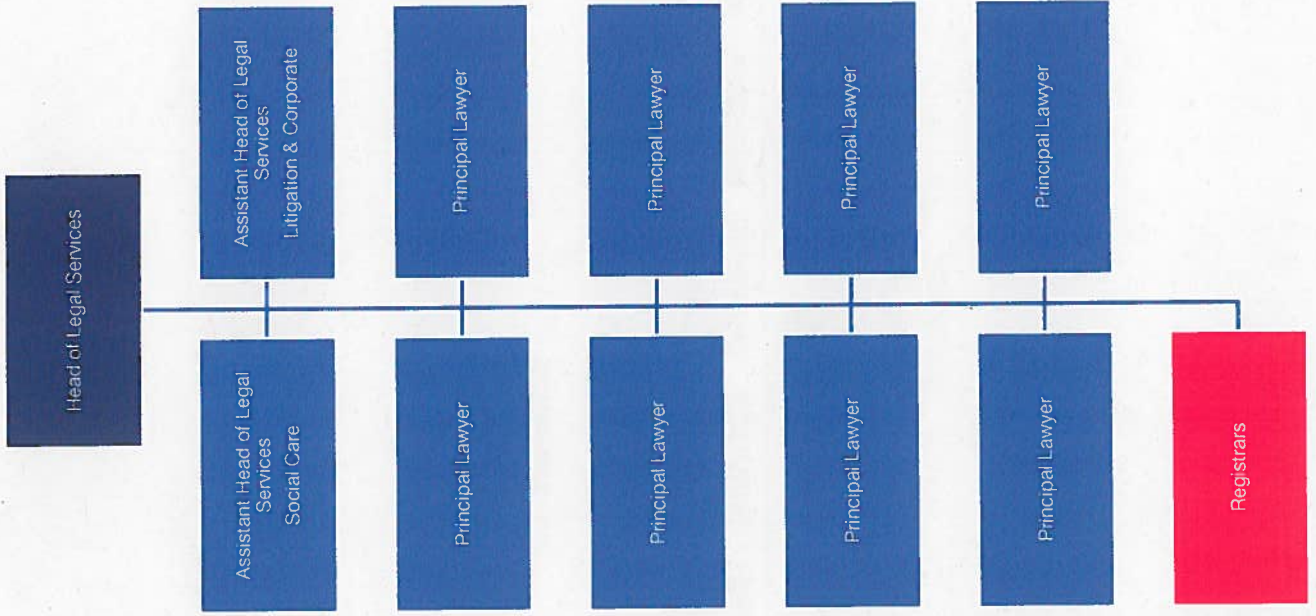 Head of Legal Services
Assistant Head of Legal
Services
Social Care
Assistant Head of Legal
Services
Litigation & Corporate
Principal Lawyer
Principal Lawyer
Principal Lawyer
Principal Lawyer
Principal Lawyer
Principal Lawyer
Principal Lawyer
Principal Lawyer
Registrars